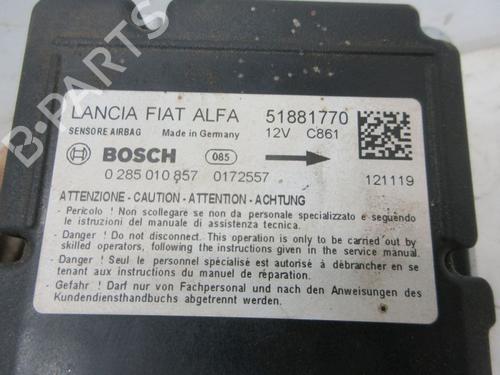 B-PARTS
LANCIA FIAT ALFA 51881770
SENSORE AIRBAG Made in Germany 12V C861
BOSCH 085
0 285 010 857 0172557 121119
ATTENZIONE - CAUTION - ATTENTION - ACHTUNG
- Pericolo ! Non scollegare se non da personale specializzato e seguendo
le istruzioni del manuale di assistenza tecnica.
- Danger ! Do not disconnect. This operation is only to be carried out by
skilled operators, following the instructions given in the service manual.
- Danger ! Seul le personnel spécialisé est autorisé à débrancher en se
tenant aux instructions du manuel de réparation.
- Gefahr ! Darf nur von Fachpersonal und nach den Anweisungen des
Kundendiensthandbuchs abgetrennt werden.